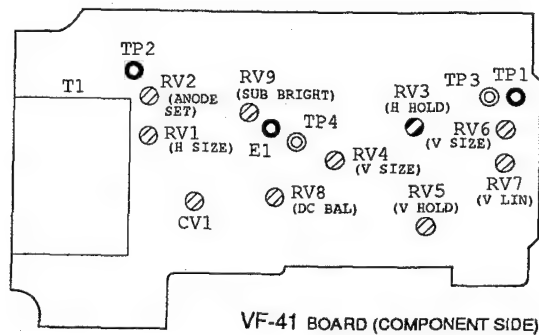 TP2
T1
RV2
(ANODE
SET)
RV1
(H SIZE)
CV1
RV9
(SUB BRIGHT)
E1
TP4
RV8
(DC BAL)
RV4
(V SIZE)
RV3
(H HOLD)
RV5
(V HOLD)
TP3
TP1
RV6
(V SIZE)
RV7
(V LIN)
VF-41 BOARD (COMPONENT SIDE)